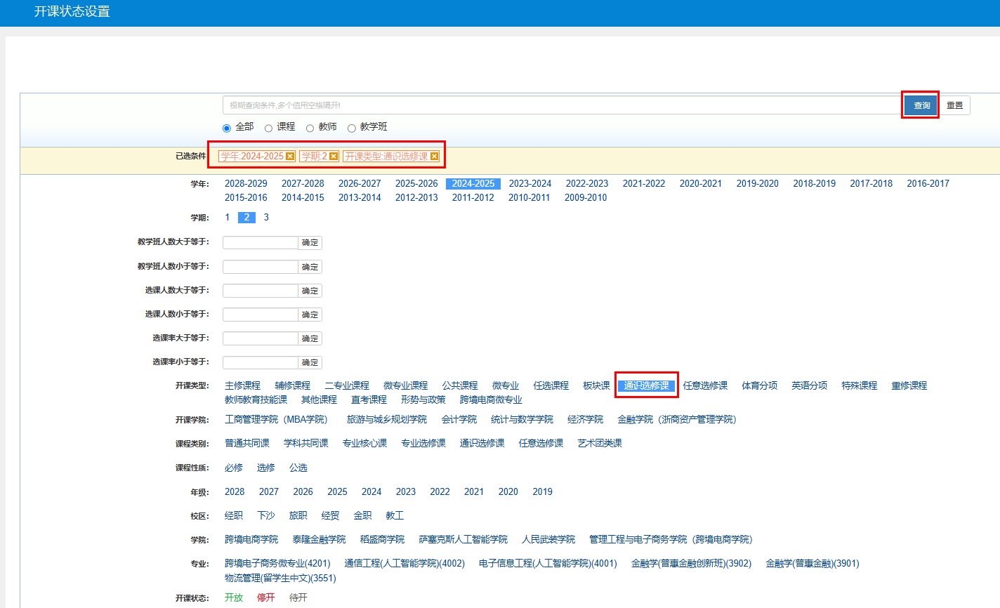 开课状态设置
模糊查询条件,多个值用空格隔开! 查询 重置
全部 课程 教师 教学班
已选条件 学年:2024-2025 学期:2 开课类型:通识选修课
学年: 2028-2029 2027-2028 2026-2027 2025-2026 2024-2025 2023-2024 2022-2023 2021-2022 2020-2021 2019-2020 2018-2019 2017-2018 2016-2017
2015-2016 2014-2015 2013-2014 2012-2013 2011-2012 2010-2011 2009-2010
学期: 1 2 3
教学班人数大于等于: 确定
教学班人数小于等于: 确定
选课人数大于等于: 确定
选课人数小于等于: 确定
选课率大于等于: 确定
选课率小于等于: 确定
开课类型: 主修课程 辅修课程 二专业课程 微专业课程 公共课程 微专业 任选课程 板块课 通识选修课 任意选修课 体育分项 英语分项 特殊课程 重修课程
教师教育技能课 其他课程 直考课程 形势与政策 跨境电商微专业
开课学院: 工商管理学院（MBA学院） 旅游与城乡规划学院 会计学院 统计与数学学院 经济学院 金融学院（浙商资产管理学院）
课程类别: 普通共同课 学科共同课 专业核心课 专业选修课 通识选修课 任意选修课 艺术团类课
课程性质: 必修 选修 公选
年级: 2028 2027 2026 2025 2024 2023 2022 2021 2020 2019
校区: 经职 下沙 旅职 经贸 金职 教工
学院: 跨境电商学院 泰隆金融学院 稻盛商学院 萨塞克斯人工智能学院 人民武装学院 管理工程与电子商务学院（跨境电商学院）
专业: 跨境电子商务微专业(4201) 通信工程(人工智能学院)(4002) 电子信息工程(人工智能学院)(4001) 金融学(普惠金融创新班)(3902) 金融学(普惠金融)(3901)
物流管理(留学生中文)(3551)
开课状态: 开放 停开 待开